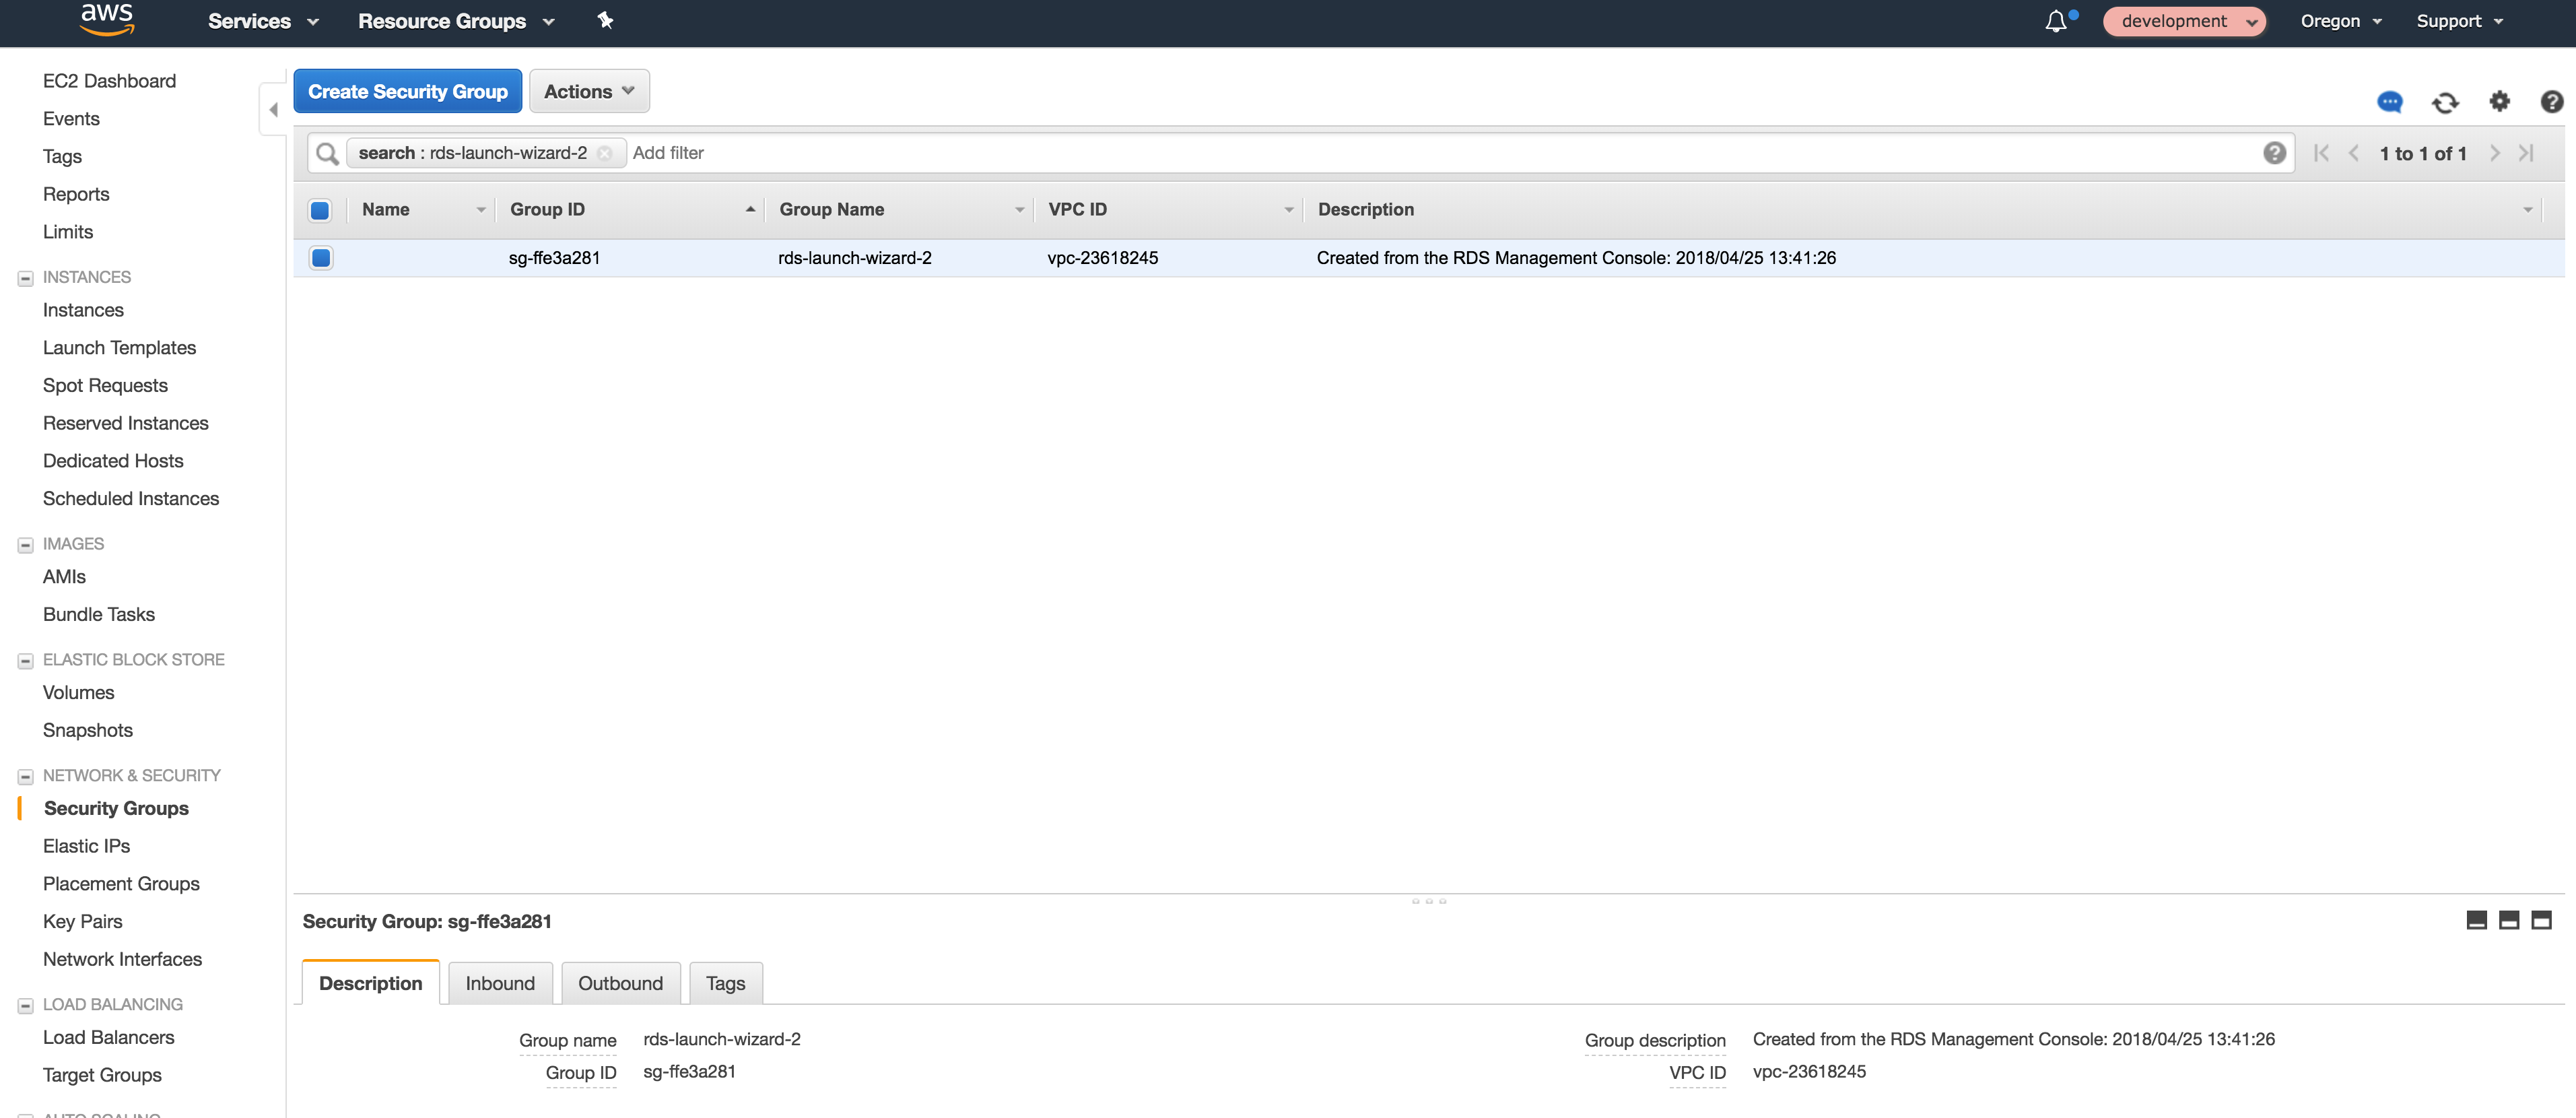 aws Services Resource Groups development Oregon Support
EC2 Dashboard
Events
Tags
Reports
Limits
INSTANCES
Instances
Launch Templates
Spot Requests
Reserved Instances
Dedicated Hosts
Scheduled Instances
IMAGES
AMIs
Bundle Tasks
ELASTIC BLOCK STORE
Volumes
Snapshots
NETWORK & SECURITY
Security Groups
Elastic IPs
Placement Groups
Key Pairs
Network Interfaces
LOAD BALANCING
Load Balancers
Target Groups
AUTO SCALING
Create Security Group Actions
search : rds-launch-wizard-2 Add filter 1 to 1 of 1
Name Group ID Group Name VPC ID Description
sg-ffe3a281 rds-launch-wizard-2 vpc-23618245 Created from the RDS Management Console: 2018/04/25 13:41:26
Security Group: sg-ffe3a281
Description Inbound Outbound Tags
Group name rds-launch-wizard-2 Group description Created from the RDS Management Console: 2018/04/25 13:41:26
Group ID sg-ffe3a281 VPC ID vpc-23618245